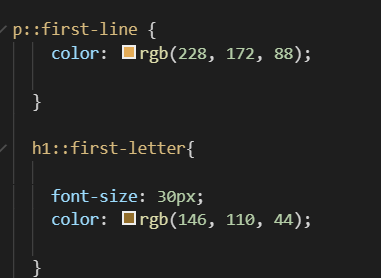 p::first-line {
color: rgb(228, 172, 88);
}
h1::first-letter{
font-size: 30px;
color: rgb(146, 110, 44);
}